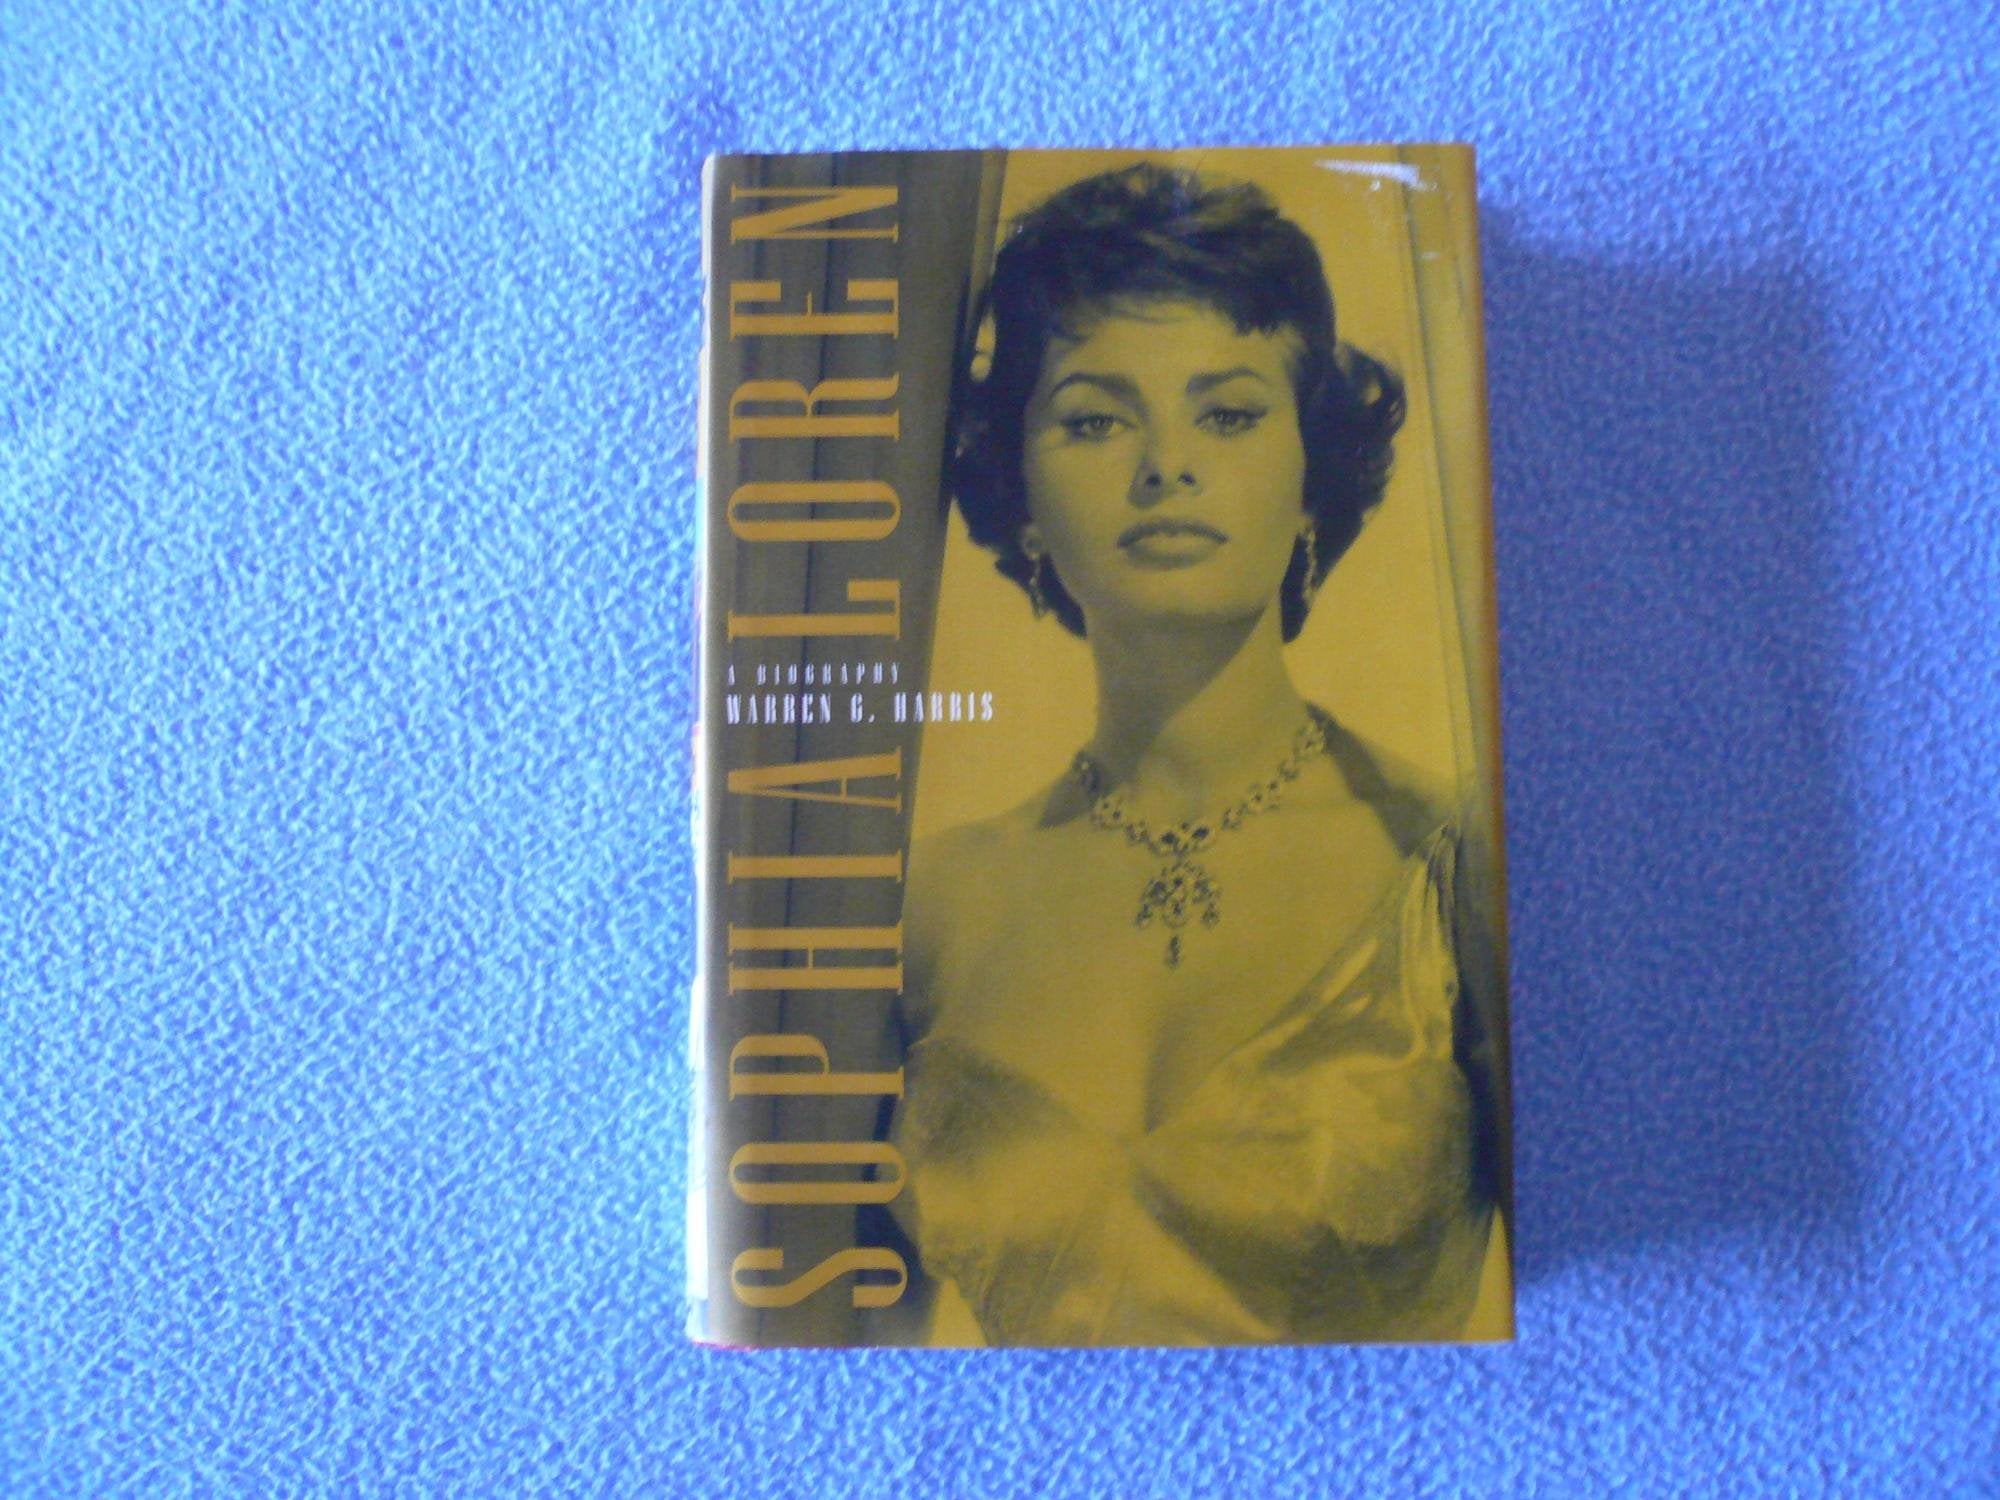 SOPHIA LOREN
A BIOGRAPHY
WARREN G. HARRIS